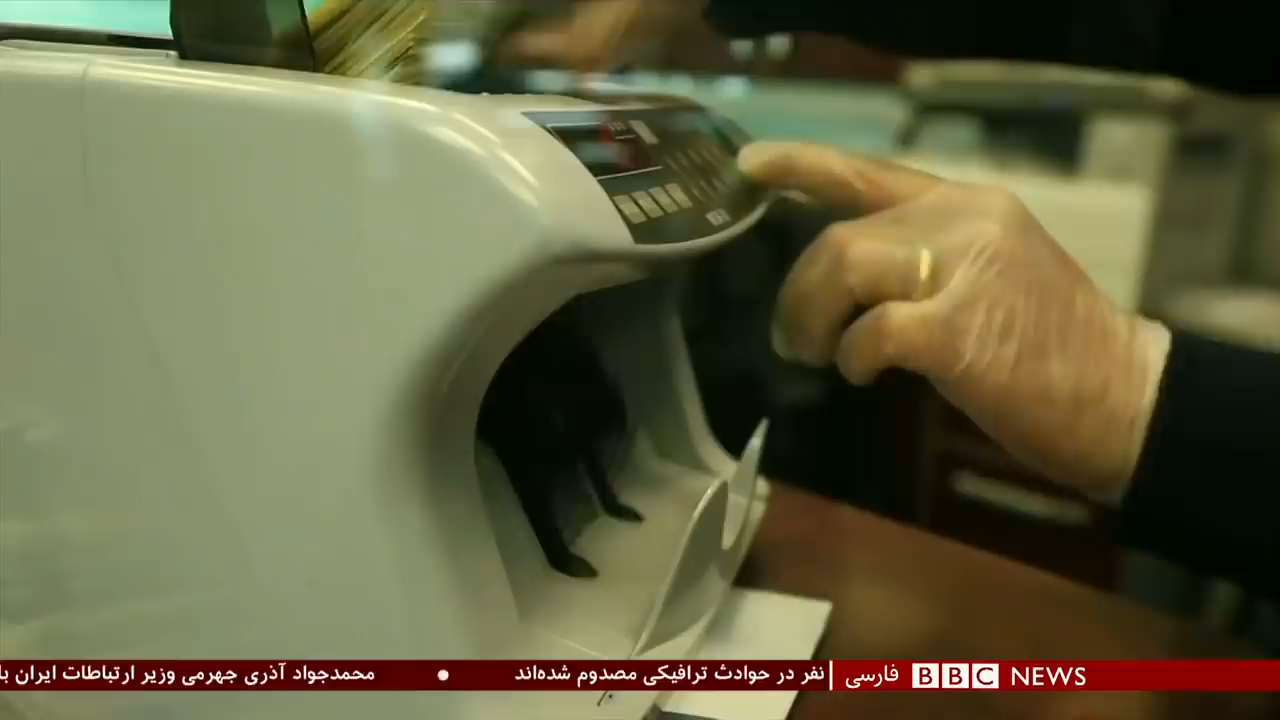 BBC NEWS فارسی
نفر در حوادث ترافیکی مصدوم شده‌اند • محمدجواد آذری جهرمی وزیر ارتباطات ایران با